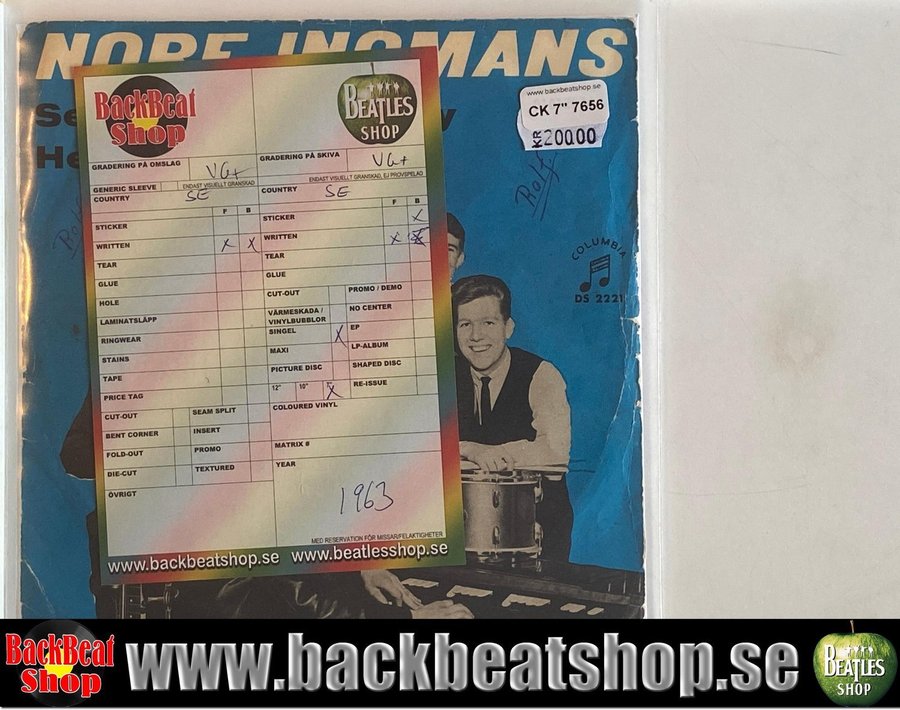 NORE INGMANS
BackBeat
Shop
BEATLES
SHOP
www.backbeatshop.se
CK 7" 7656
KR 200.00
Rolf
GRADERING PÅ OMSLAG VG+
GRADERING PÅ SKIVA VG+
GENERIC SLEEVE
ENDAST VISUELLT GRANSKAD
ENDAST VISUELLT GRANSKAD, EJ PROVSPELAD
COUNTRY SE
COUNTRY SE
F B
F B
STICKER
STICKER X
WRITTEN X X
WRITTEN X X
TEAR
TEAR
GLUE
GLUE
HOLE
CUT-OUT
PROMO / DEMO
LAMINATSLÄPP
VÄRMESKADA /
VINYLBUBBLOR
NO CENTER
RINGWEAR
SINGEL X
EP
STAINS
MAXI
LP-ALBUM
TAPE
PICTURE DISC
SHAPED DISC
PRICE TAG
12" 10" 7" X
RE-ISSUE
CUT-OUT
SEAM SPLIT
COLOURED VINYL
BENT CORNER
INSERT
FOLD-OUT
PROMO
MATRIX #
DIE-CUT
TEXTURED
YEAR
ÖVRIGT
1963
MED RESERVATION FÖR MISSAR/FELAKTIGHETER
www.backbeatshop.se www.beatlesshop.se
COLUMBIA
DS 2221
BackBeat
Shop
www.backbeatshop.se
BEATLES
SHOP